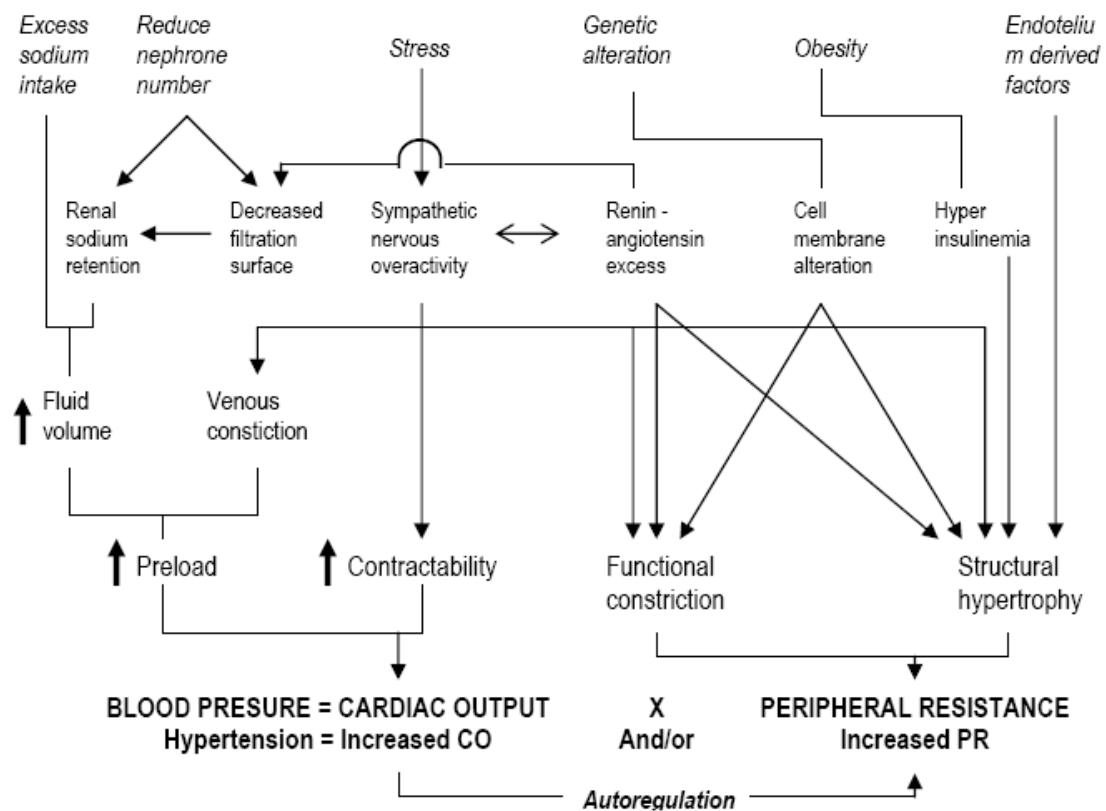 Excess
sodium
intake
Reduce
nephrone
number
Stress
Genetic
alteration
Obesity
Endoteliu
m derived
factors
Renal
sodium
retention
Decreased
filtration
surface
Sympathetic
nervous
overactivity
Renin -
angiotensin
excess
Cell
membrane
alteration
Hyper
insulinemia
Fluid
volume
Venous
constiction
Preload
Contractability
Functional
constriction
Structural
hypertrophy
BLOOD PRESURE = CARDIAC OUTPUT
Hypertension = Increased CO
X
And/or
PERIPHERAL RESISTANCE
Increased PR
Autoregulation